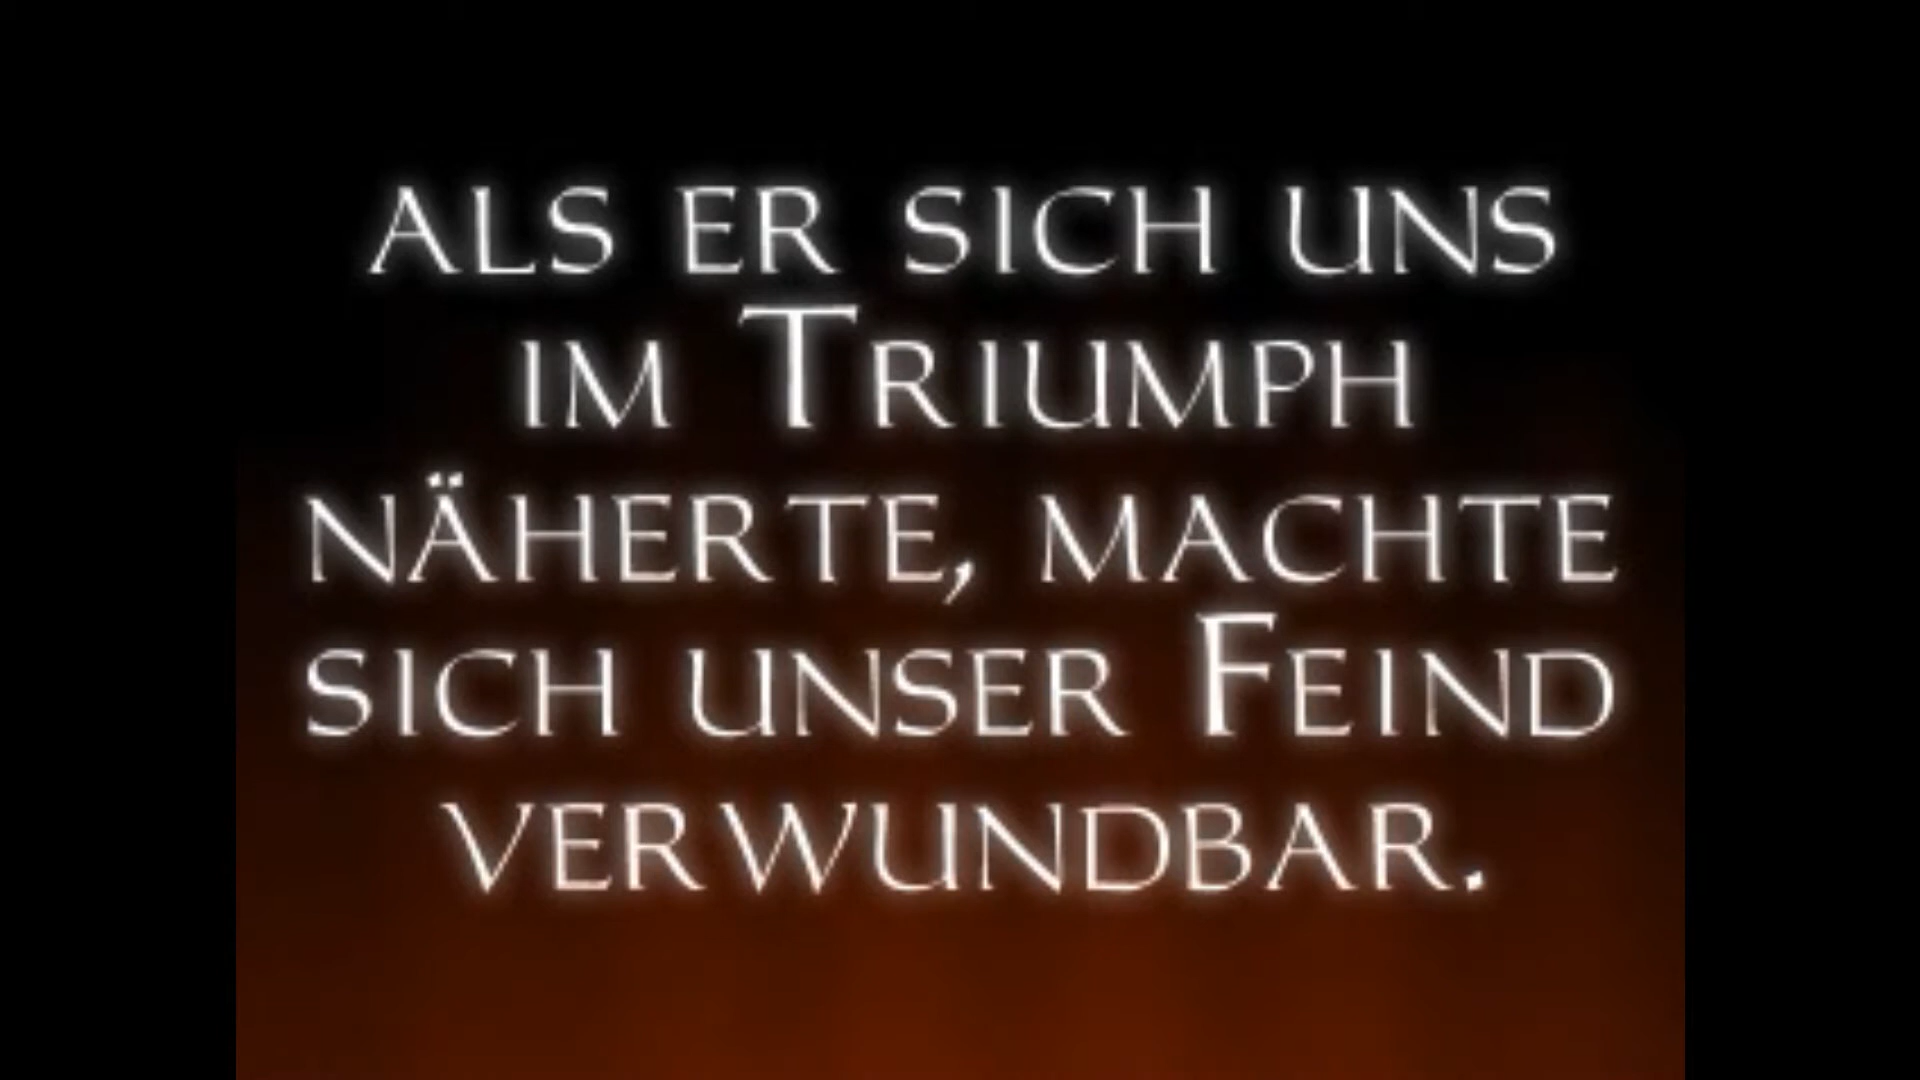 ALS ER SICH UNS
IM TRIUMPH
NÄHERTE, MACHTE
SICH UNSER FEIND
VERWUNDBAR.